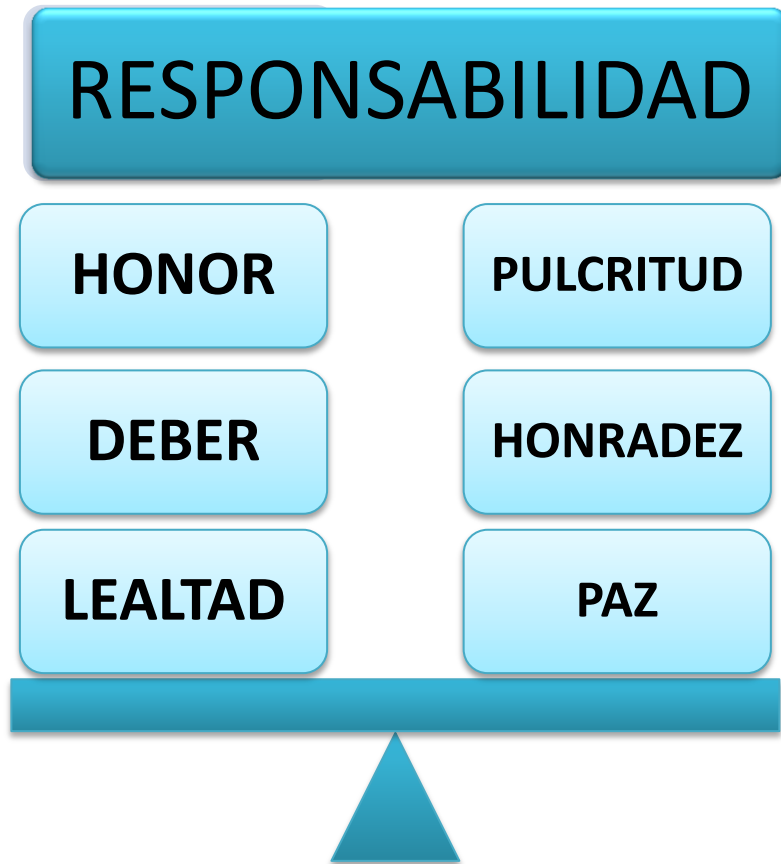 RESPONSABILIDAD
HONOR
PULCRITUD
DEBER
HONRADEZ
LEALTAD
PAZ